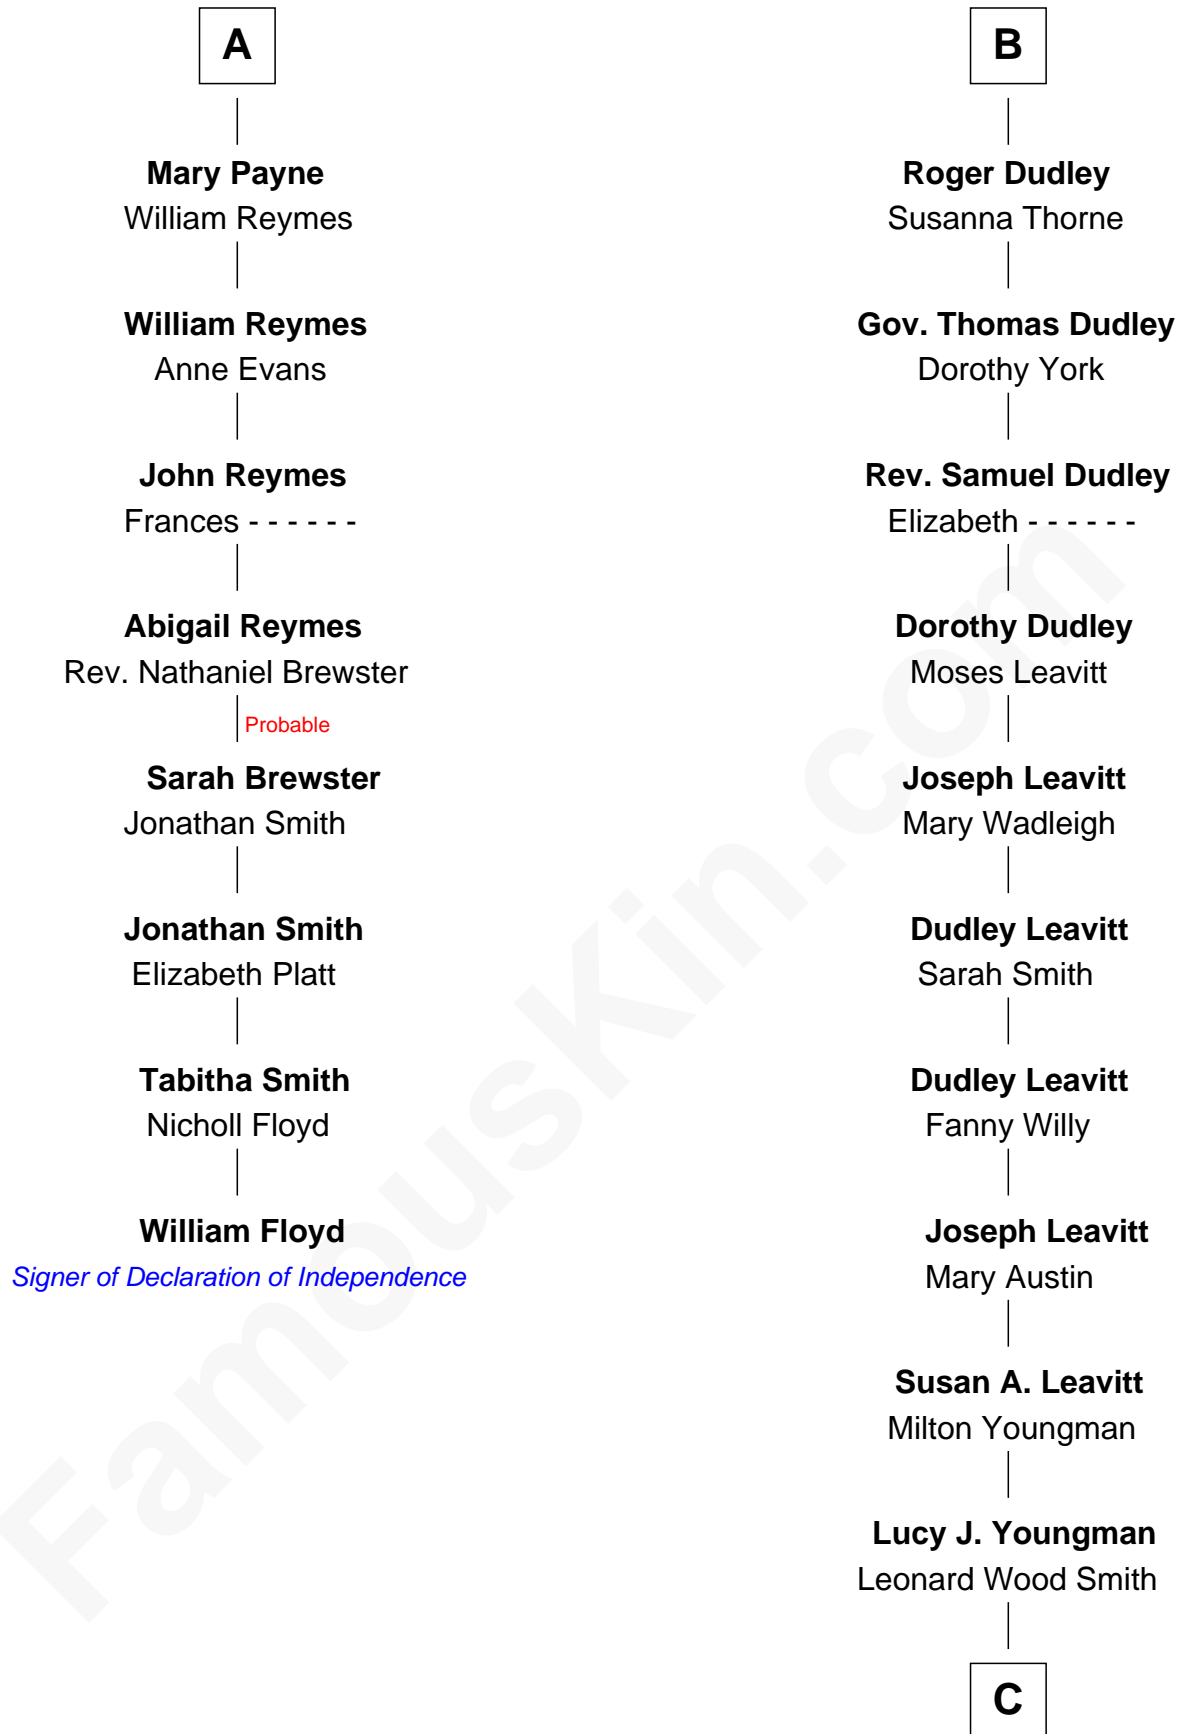 A
Mary Payne
William Reymes
William Reymes
Anne Evans
John Reymes
Frances - - - - - -
Abigail Reymes
Rev. Nathaniel Brewster
Probable
Sarah Brewster
Jonathan Smith
Jonathan Smith
Elizabeth Platt
Tabitha Smith
Nicholl Floyd
William Floyd
Signer of Declaration of Independence
B
Roger Dudley
Susanna Thorne
Gov. Thomas Dudley
Dorothy York
Rev. Samuel Dudley
Elizabeth - - - - - -
Dorothy Dudley
Moses Leavitt
Joseph Leavitt
Mary Wadleigh
Dudley Leavitt
Sarah Smith
Dudley Leavitt
Fanny Willy
Joseph Leavitt
Mary Austin
Susan A. Leavitt
Milton Youngman
Lucy J. Youngman
Leonard Wood Smith
C
FamousKin.com